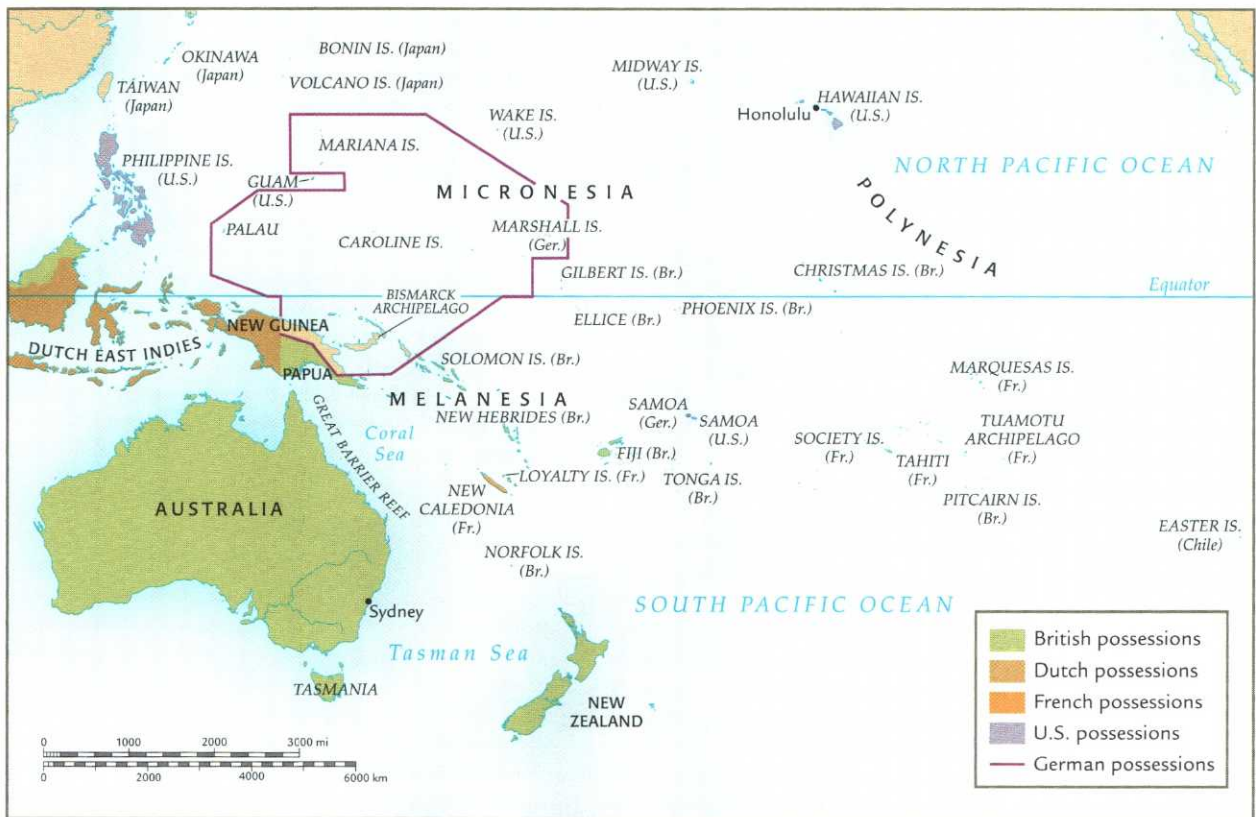 BONIN IS. (Japan)
OKINAWA
(Japan)
VOLCANO IS. (Japan)
TAIWAN
(Japan)
MIDWAY IS.
(U.S.)
HAWAIIAN IS.
(U.S.)
Honolulu
WAKE IS.
(U.S.)
MARIANA IS.
PHILIPPINE IS.
(U.S.)
GUAM
(U.S.)
NORTH PACIFIC OCEAN
MICRONESIA
POLYNESIA
PALAU
CAROLINE IS.
MARSHALL IS.
(Ger.)
GILBERT IS. (Br.)
CHRISTMAS IS. (Br.)
Equator
BISMARCK
ARCHIPELAGO
PHOENIX IS. (Br.)
ELLICE (Br.)
NEW GUINEA
DUTCH EAST INDIES
SOLOMON IS. (Br.)
PAPUA
MARQUESAS IS.
(Fr.)
MELANESIA
NEW HEBRIDES (Br.)
GREAT BARRIER REEF
Coral
Sea
SAMOA
(Ger.)
SAMOA
(U.S.)
TUAMOTU
ARCHIPELAGO
(Fr.)
SOCIETY IS.
(Fr.)
TAHITI
(Fr.)
FIJI (Br.)
LOYALTY IS. (Fr.)
TONGA IS.
(Br.)
NEW
CALEDONIA
(Fr.)
PITCAIRN IS.
(Br.)
AUSTRALIA
EASTER IS.
(Chile)
NORFOLK IS.
(Br.)
Sydney
SOUTH PACIFIC OCEAN
Tasman Sea
TASMANIA
NEW
ZEALAND
British possessions
Dutch possessions
French possessions
U.S. possessions
German possessions
0 1000 2000 3000 mi
0 2000 4000 6000 km